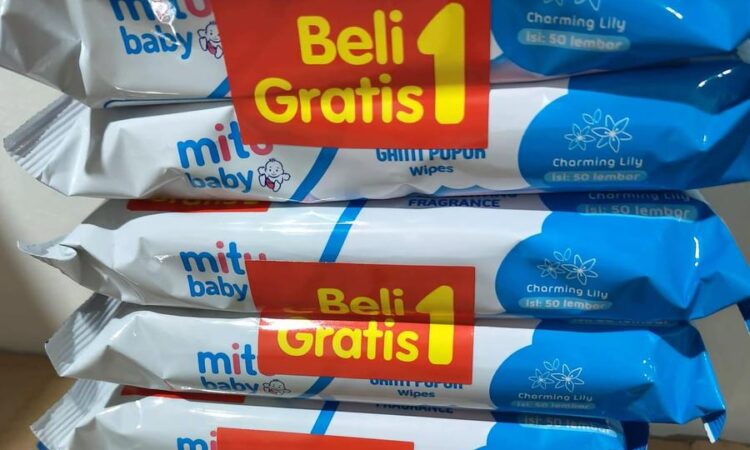 mitu
baby
Beli 1
Gratis
Charming Lily
Isi: 50 lembar
mitu
baby
GANTI POPOK
Wipes
Charming Lily
Isi: 50 lembar
Gratis
FRAGRANCE
Isi: 50 lembar
mitu
baby
Charming Lily
Isi: 50 lembar
Beli 1
Gratis
mitu
baby
GANTI POPOK
Wipes
Charming Lily
Isi: 50 lembar
FRAGRANCE
mitu